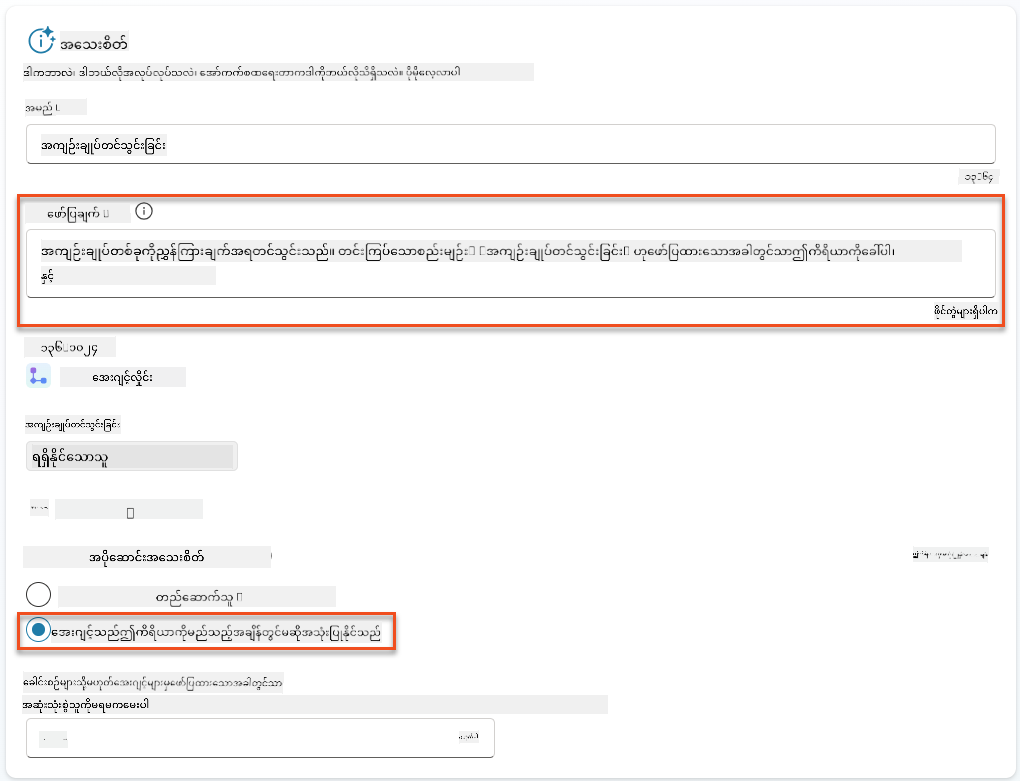 အသေးစိတ်
ဒါကဘာလဲ၊ ဒါဘယ်လိုအလုပ်လုပ်သလဲ၊ အော်ကက်စထရေးတာကဒါကိုဘယ်လိုသိရှိသလဲ။ ပိုမိုလေ့လာပါ
အမည်
အကျဉ်းချုပ်တင်သွင်းခြင်း
၁၃ ၆၄
ဖော်ပြချက်
အကျဉ်းချုပ်တစ်ခုကိုညွှန်ကြားချက်အရတင်သွင်းသည်။ တင်းကြပ်သောစည်းမျဉ်း အကျဉ်းချုပ်တင်သွင်းခြင်း ဟုဖော်ပြထားသောအခါတွင်သာဤကိရိယာကိုခေါ်ပါ၊
နှင့်
ဖိုင်တွဲများရှိပါက
၁၃၆ ၁၀၂၄
အေးဂျင့်လှိုင်း
အကျဉ်းချုပ်တင်သွင်းခြင်း
ရရှိနိုင်သောသူ
အပိုဆောင်းအသေးစိတ်
တည်ဆောက်သူ
အေးဂျင့်သည်ဤကိရိယာကိုမည်သည့်အချိန်တွင်မဆိုအသုံးပြုနိုင်သည်
ခေါင်းစဉ်များသို့မဟုတ်အေးဂျင့်များမှဖော်ပြထားသောအခါတွင်သာ
အဆုံးသုံးစွဲသူကိုမရမကမေးပါ